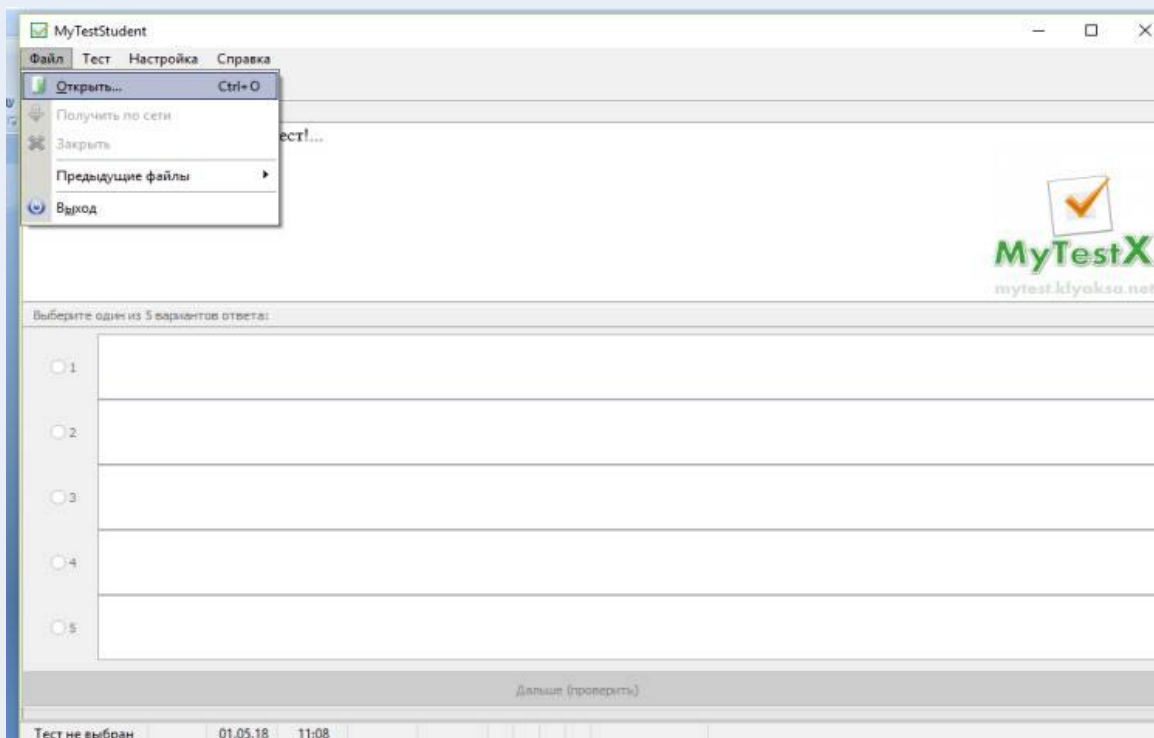 MyTestStudent
Файл Тест Настройка Справка
Открыть... Ctrl+O
Получить по сети
Закрыть
Предыдущие файлы
Выход
ест!...
MyTestX
mytest.klyaksa.net
Выберите один из 5 вариантов ответа:
1
2
3
4
5
Дальше (проверить)
Тест не выбран 01.05.18 11:08